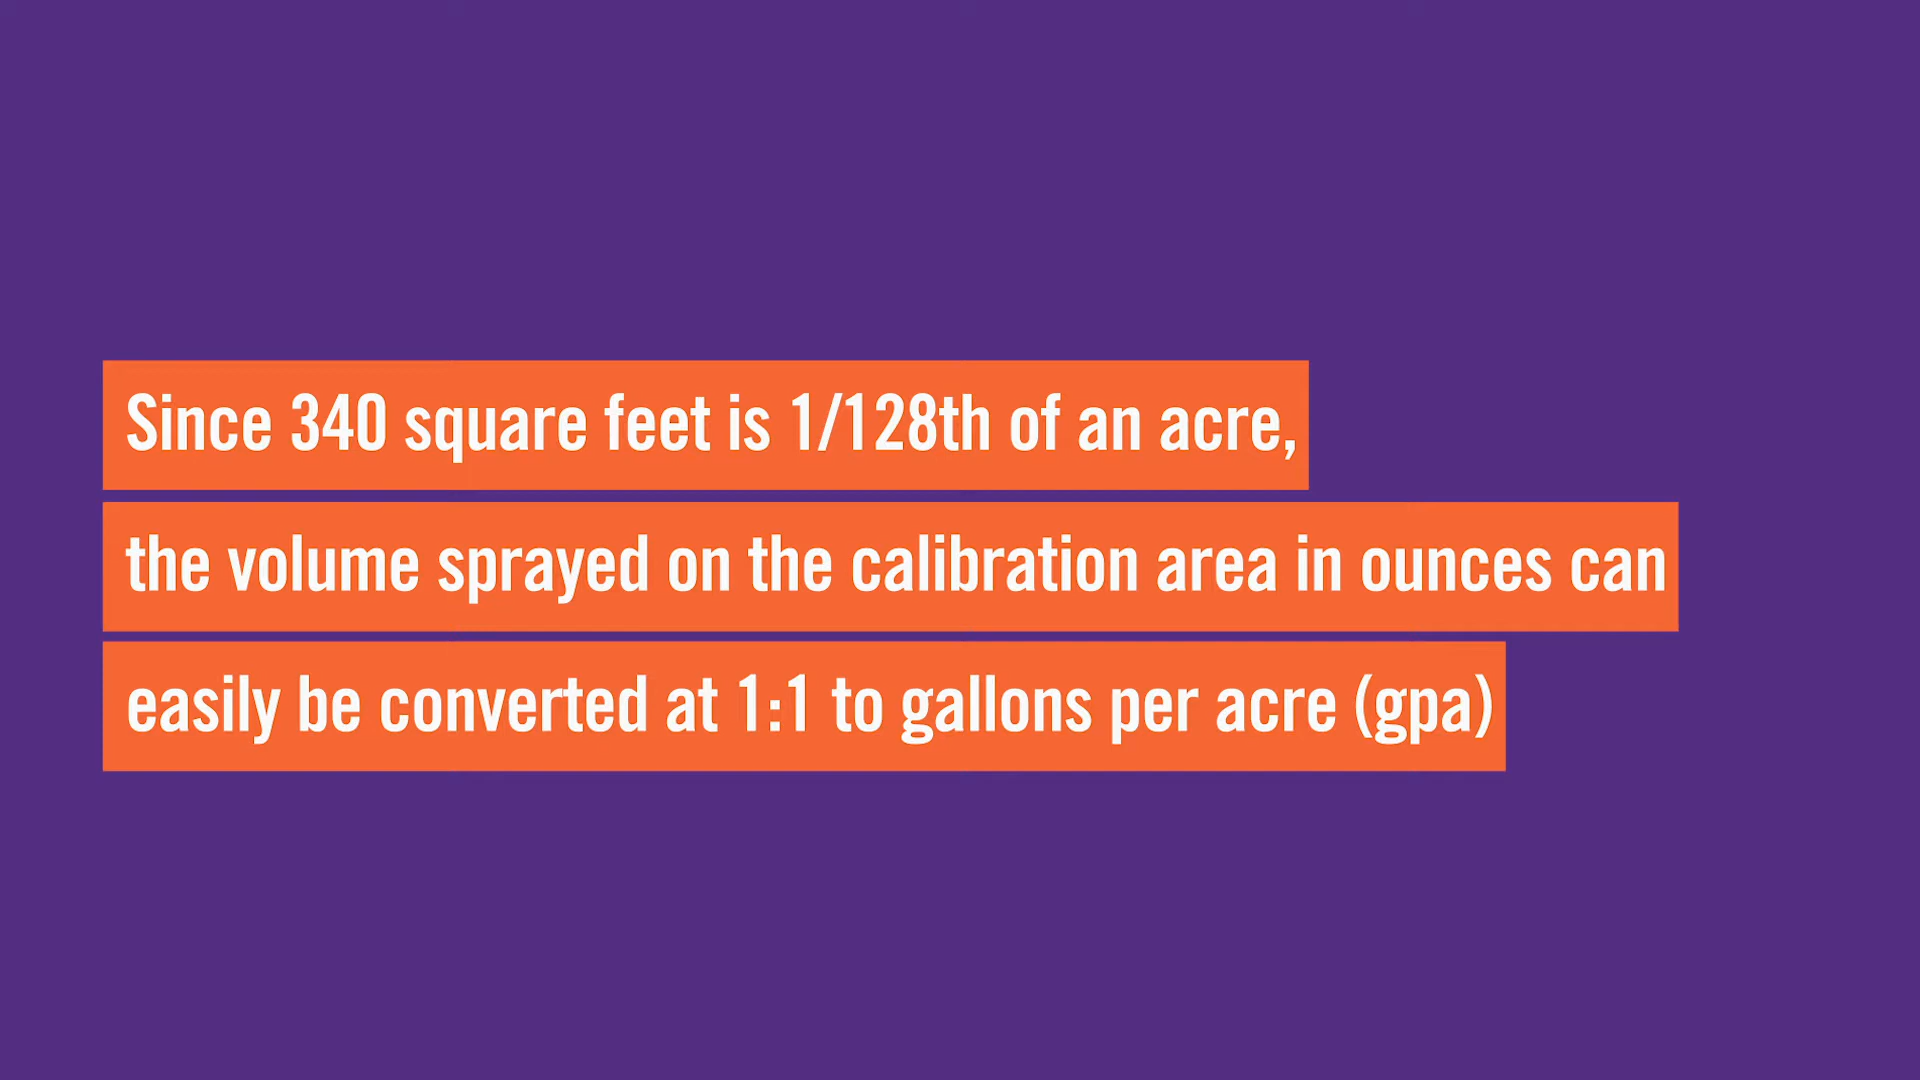 Since 340 square feet is 1/128th of an acre,
the volume sprayed on the calibration area in ounces can
easily be converted at 1:1 to gallons per acre (gpa)